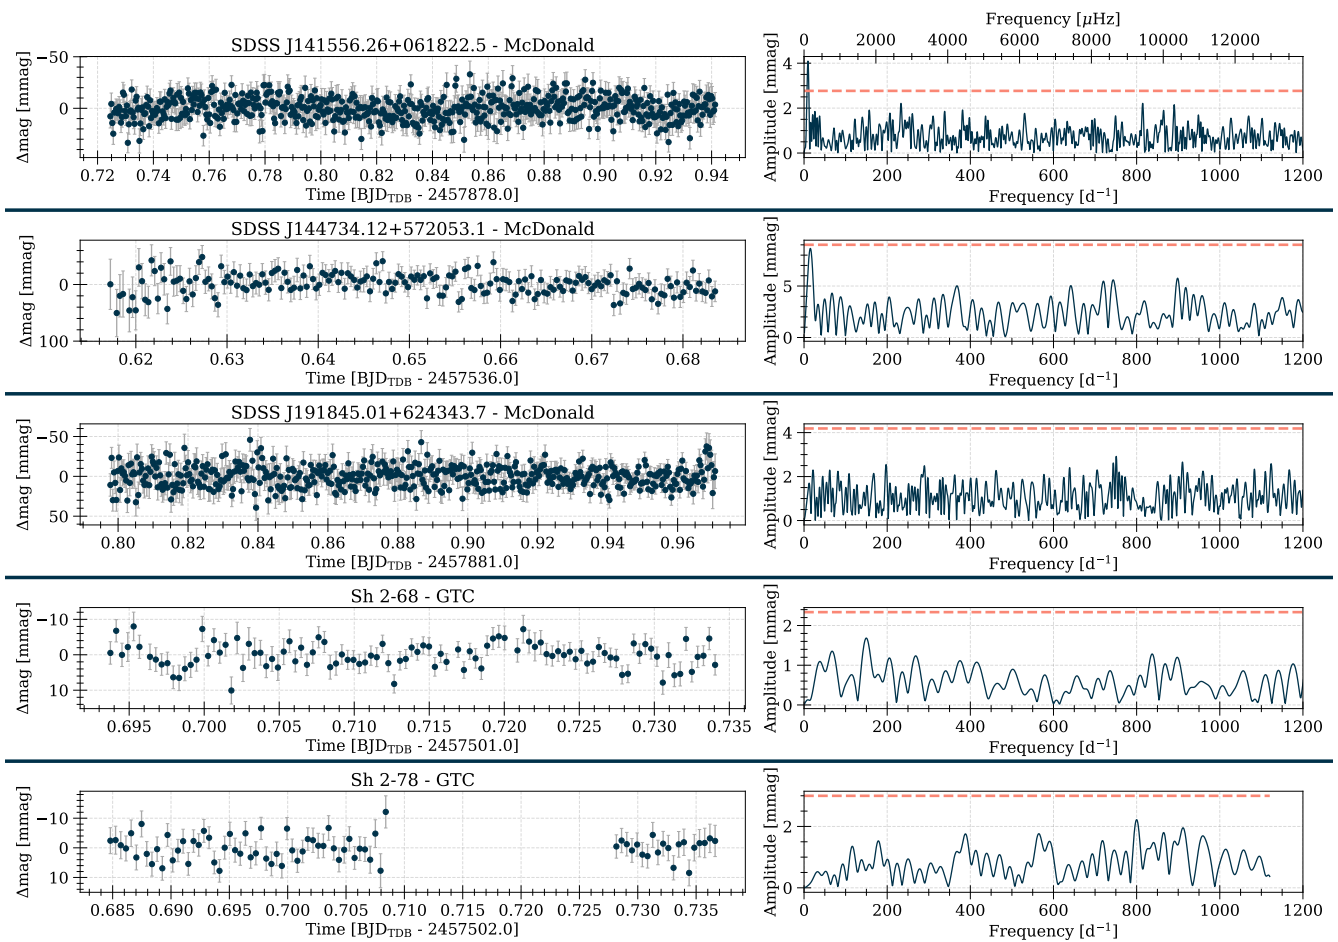 Frequency [μHz]
0 2000 4000 6000 8000 10000 12000
SDSS J141556.26+061822.5 - McDonald
Δmag [mmag]
−50
0
0.72 0.74 0.76 0.78 0.80 0.82 0.84 0.86 0.88 0.90 0.92 0.94
Time [BJD_TDB - 2457878.0]
Amplitude [mmag]
4
2
0
0 200 400 600 800 1000 1200
Frequency [d⁻¹]
SDSS J144734.12+572053.1 - McDonald
Δmag [mmag]
0
100
0.62 0.63 0.64 0.65 0.66 0.67 0.68
Time [BJD_TDB - 2457536.0]
Amplitude [mmag]
5
0
0 200 400 600 800 1000 1200
Frequency [d⁻¹]
SDSS J191845.01+624343.7 - McDonald
Δmag [mmag]
−50
0
50
0.80 0.82 0.84 0.86 0.88 0.90 0.92 0.94 0.96
Time [BJD_TDB - 2457881.0]
Amplitude [mmag]
4
2
0
0 200 400 600 800 1000 1200
Frequency [d⁻¹]
Sh 2-68 - GTC
Δmag [mmag]
−10
0
10
0.695 0.700 0.705 0.710 0.715 0.720 0.725 0.730 0.735
Time [BJD_TDB - 2457501.0]
Amplitude [mmag]
2
1
0
0 200 400 600 800 1000 1200
Frequency [d⁻¹]
Sh 2-78 - GTC
Δmag [mmag]
−10
0
10
0.685 0.690 0.695 0.700 0.705 0.710 0.715 0.720 0.725 0.730 0.735
Time [BJD_TDB - 2457502.0]
Amplitude [mmag]
2
0
0 200 400 600 800 1000 1200
Frequency [d⁻¹]